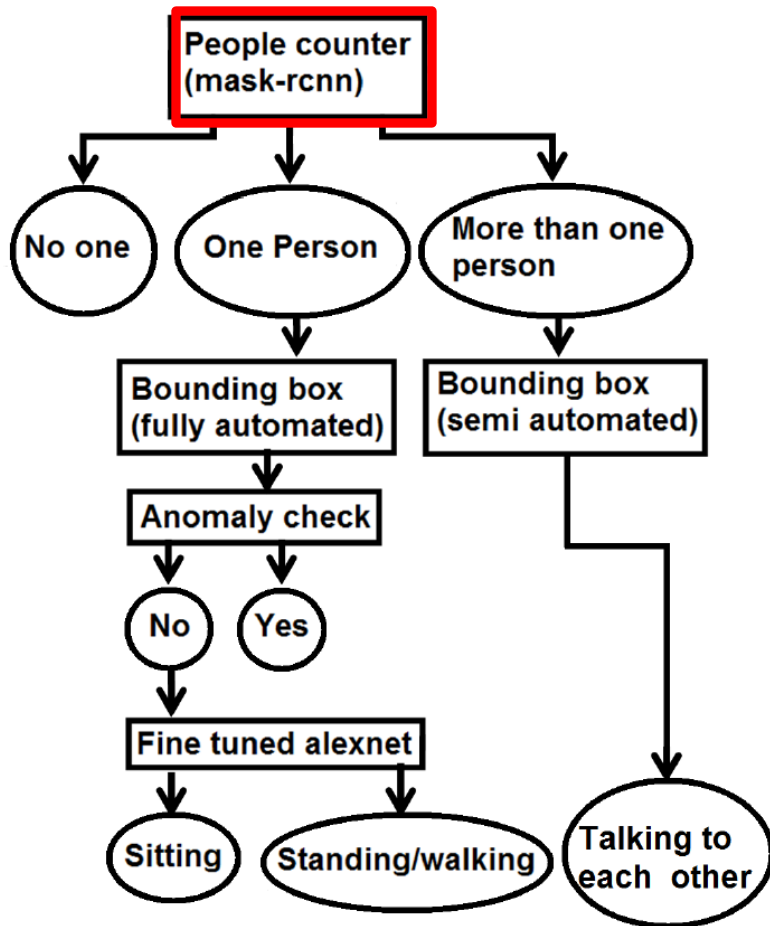 People counter
(mask-rcnn)
No one
One Person
More than one
person
Bounding box
(fully automated)
Bounding box
(semi automated)
Anomaly check
No
Yes
Fine tuned alexnet
Sitting
Standing/walking
Talking to
each other